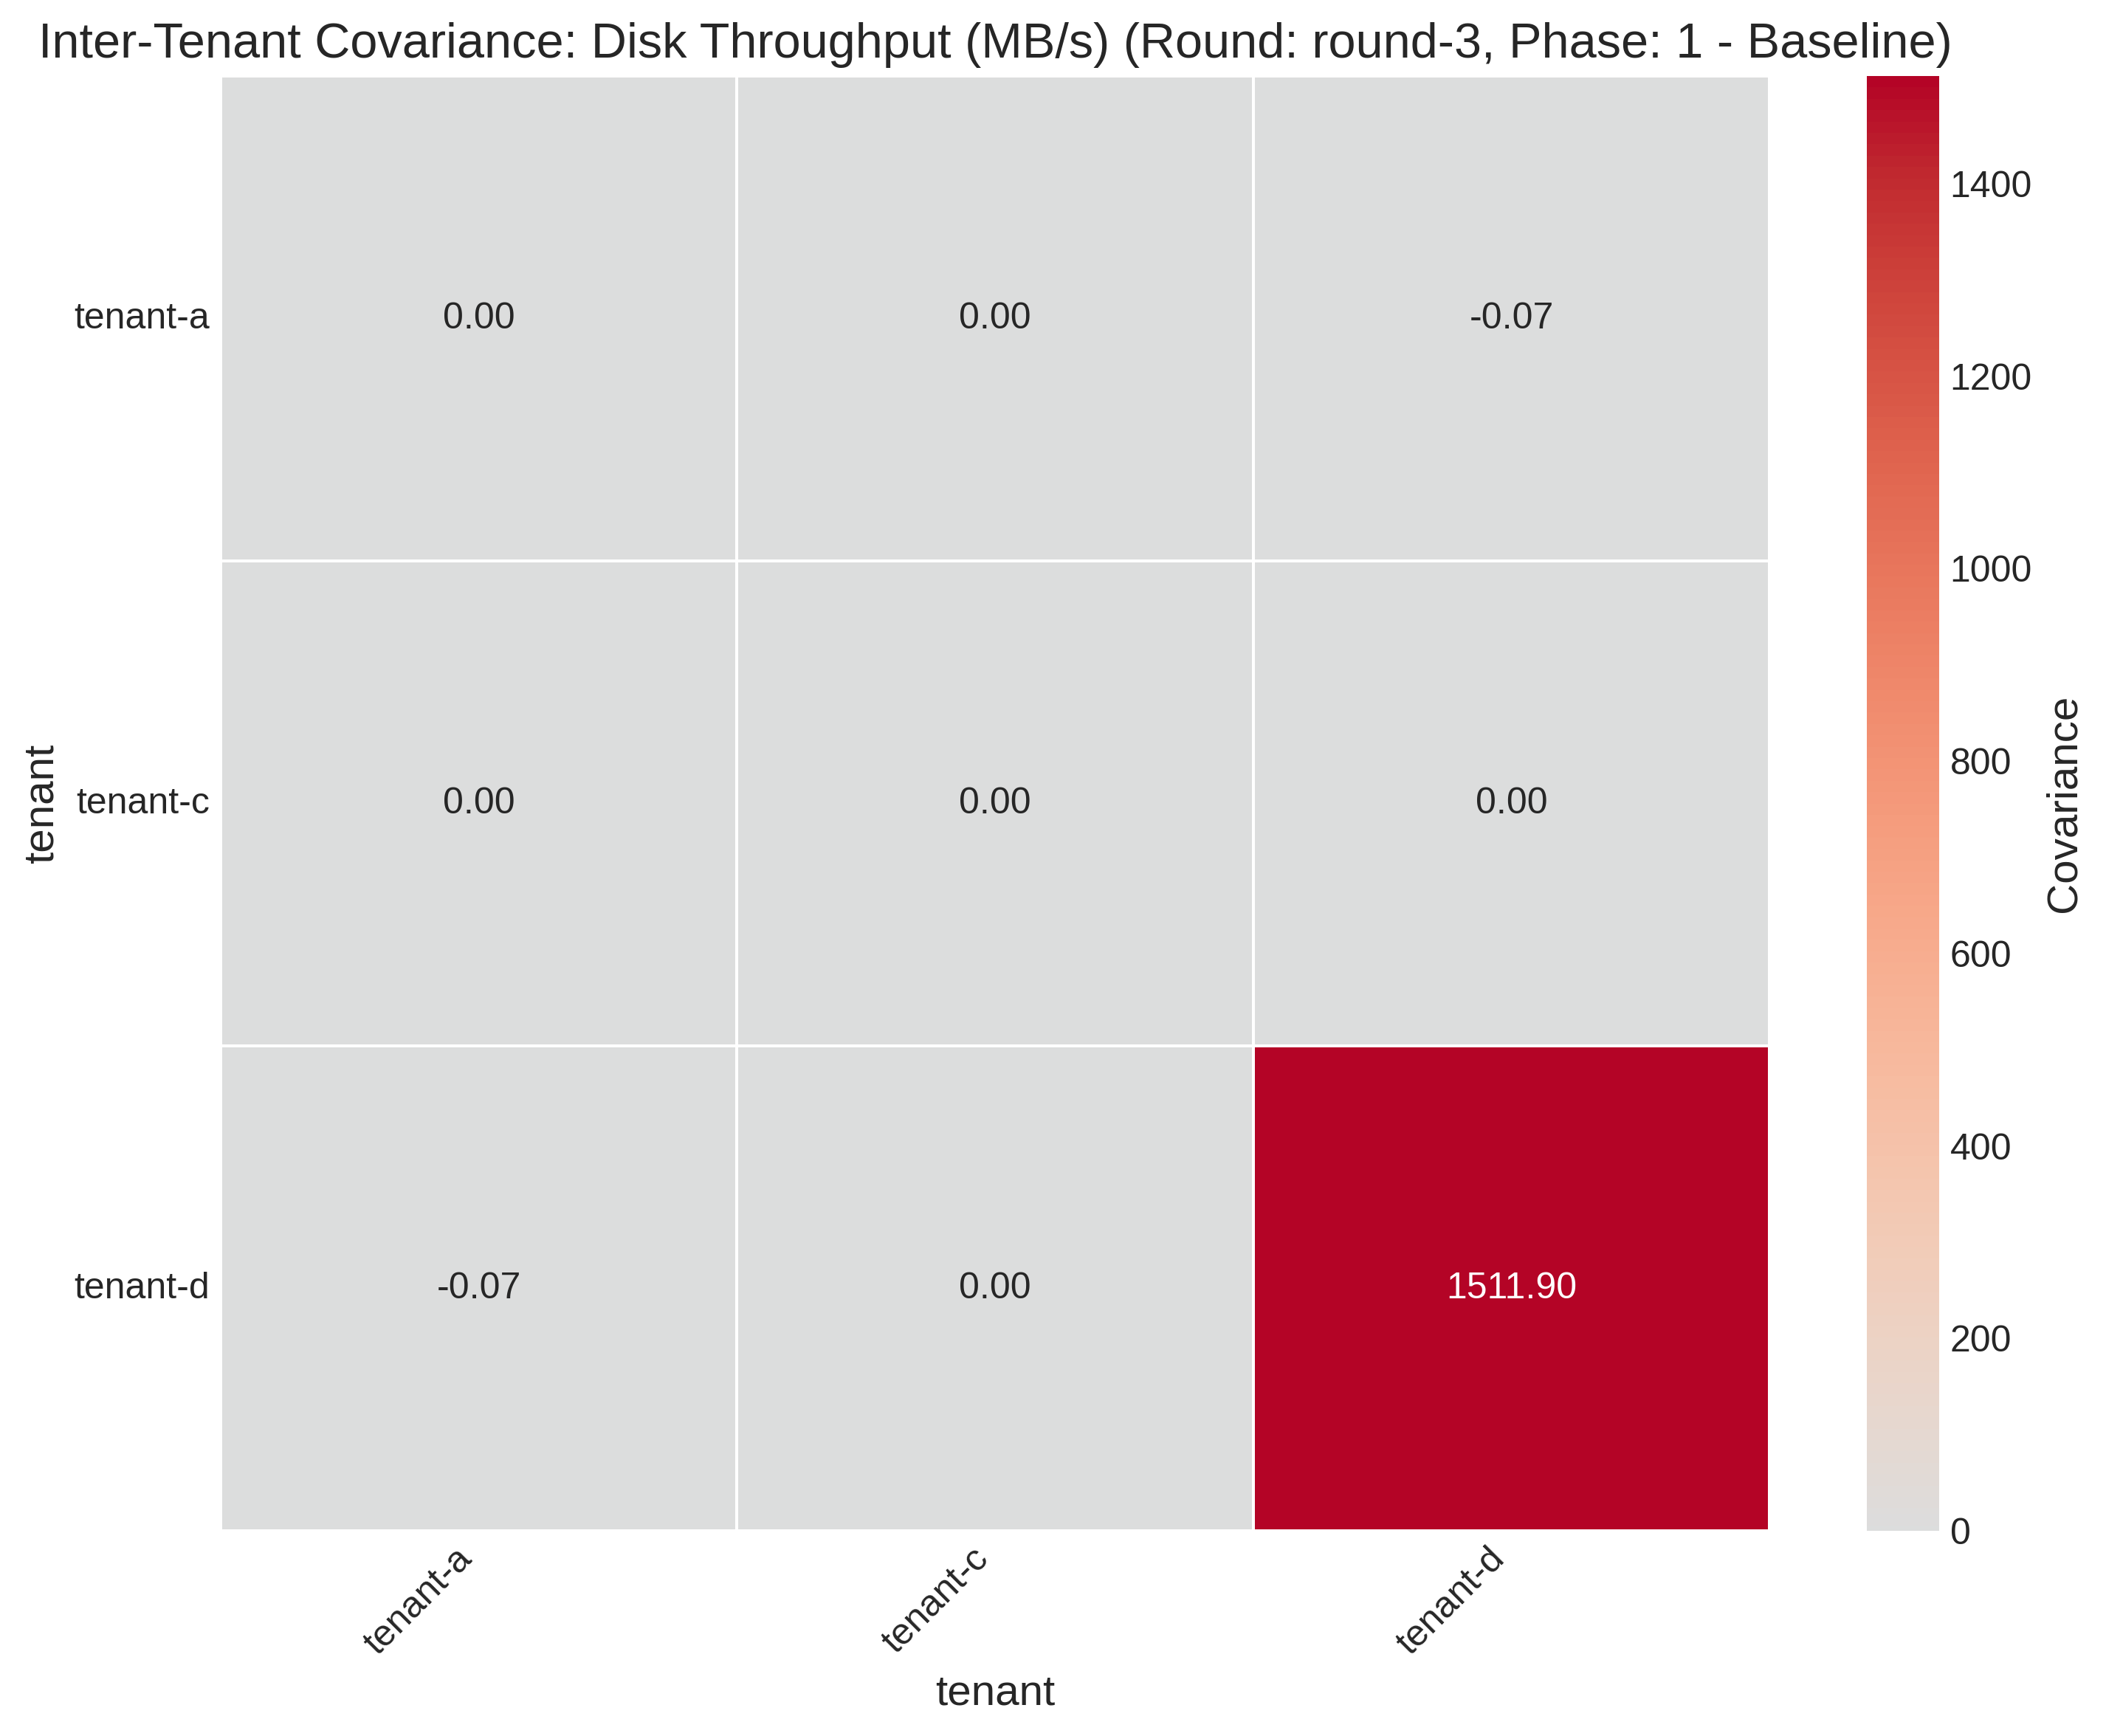 Inter-Tenant Covariance: Disk Throughput (MB/s) (Round: round-3, Phase: 1 - Baseline)
tenant
tenant-a
0.00
0.00
-0.07
tenant-c
0.00
0.00
0.00
tenant-d
-0.07
0.00
1511.90
tenant-a
tenant-c
tenant-d
tenant
1400
1200
1000
800
600
400
200
0
Covariance